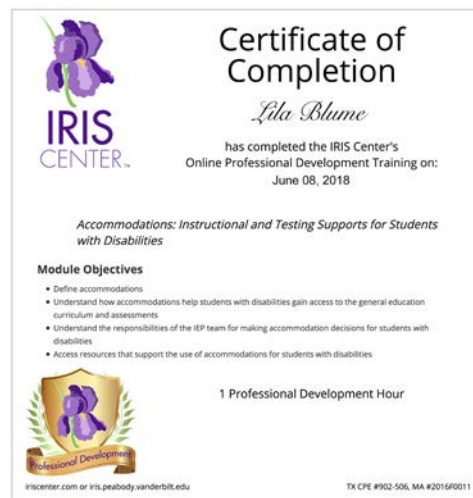 Certificate of
Completion
IRIS
CENTER™
Lila Blume
has completed the IRIS Center's
Online Professional Development Training on:
June 08, 2018
Accommodations: Instructional and Testing Supports for Students
with Disabilities
Module Objectives
• Define accommodations
• Understand how accommodations help students with disabilities gain access to the general education
curriculum and assessments
• Understand the responsibilities of the IEP team for making accommodation decisions for students with
disabilities
• Access resources that support the use of accommodations for students with disabilities
1 Professional Development Hour
Professional Development
iriscenter.com or iris.peabody.vanderbilt.edu
TX CPE #902-506, MA #2016F0011